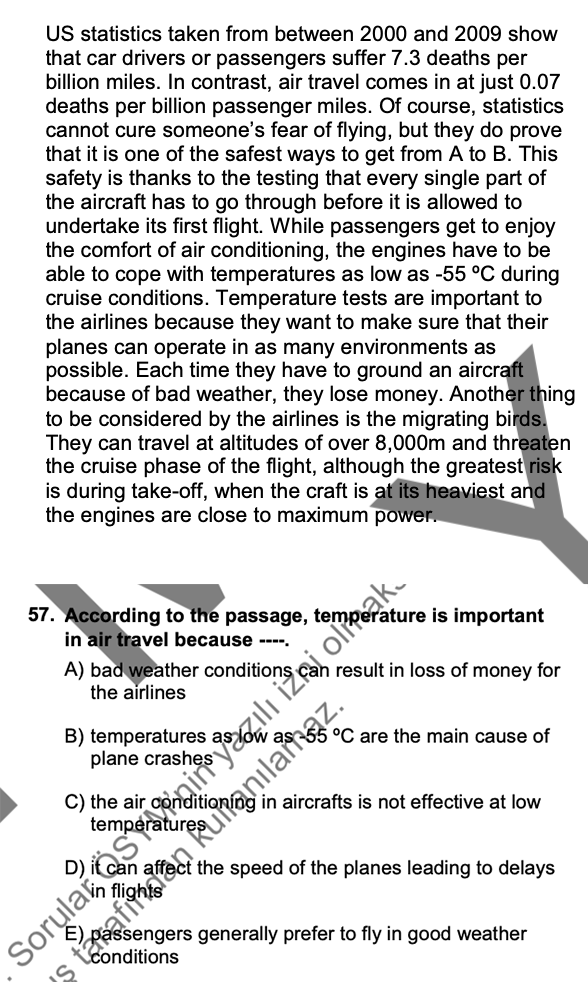 US statistics taken from between 2000 and 2009 show
that car drivers or passengers suffer 7.3 deaths per
billion miles. In contrast, air travel comes in at just 0.07
deaths per billion passenger miles. Of course, statistics
cannot cure someone’s fear of flying, but they do prove
that it is one of the safest ways to get from A to B. This
safety is thanks to the testing that every single part of
the aircraft has to go through before it is allowed to
undertake its first flight. While passengers get to enjoy
the comfort of air conditioning, the engines have to be
able to cope with temperatures as low as -55 ºC during
cruise conditions. Temperature tests are important to
the airlines because they want to make sure that their
planes can operate in as many environments as
possible. Each time they have to ground an aircraft
because of bad weather, they lose money. Another thing
to be considered by the airlines is the migrating birds.
They can travel at altitudes of over 8,000m and threaten
the cruise phase of the flight, although the greatest risk
is during take-off, when the craft is at its heaviest and
the engines are close to maximum power.
57. According to the passage, temperature is important
in air travel because ----.
A) bad weather conditions can result in loss of money for
the airlines
B) temperatures as low as -55 ºC are the main cause of
plane crashes
C) the air conditioning in aircrafts is not effective at low
temperatures
D) it can affect the speed of the planes leading to delays
in flights
E) passengers generally prefer to fly in good weather
conditions
Sorular ÖSYM’nin yazılı izni olmak
tarafından kullanılamaz.